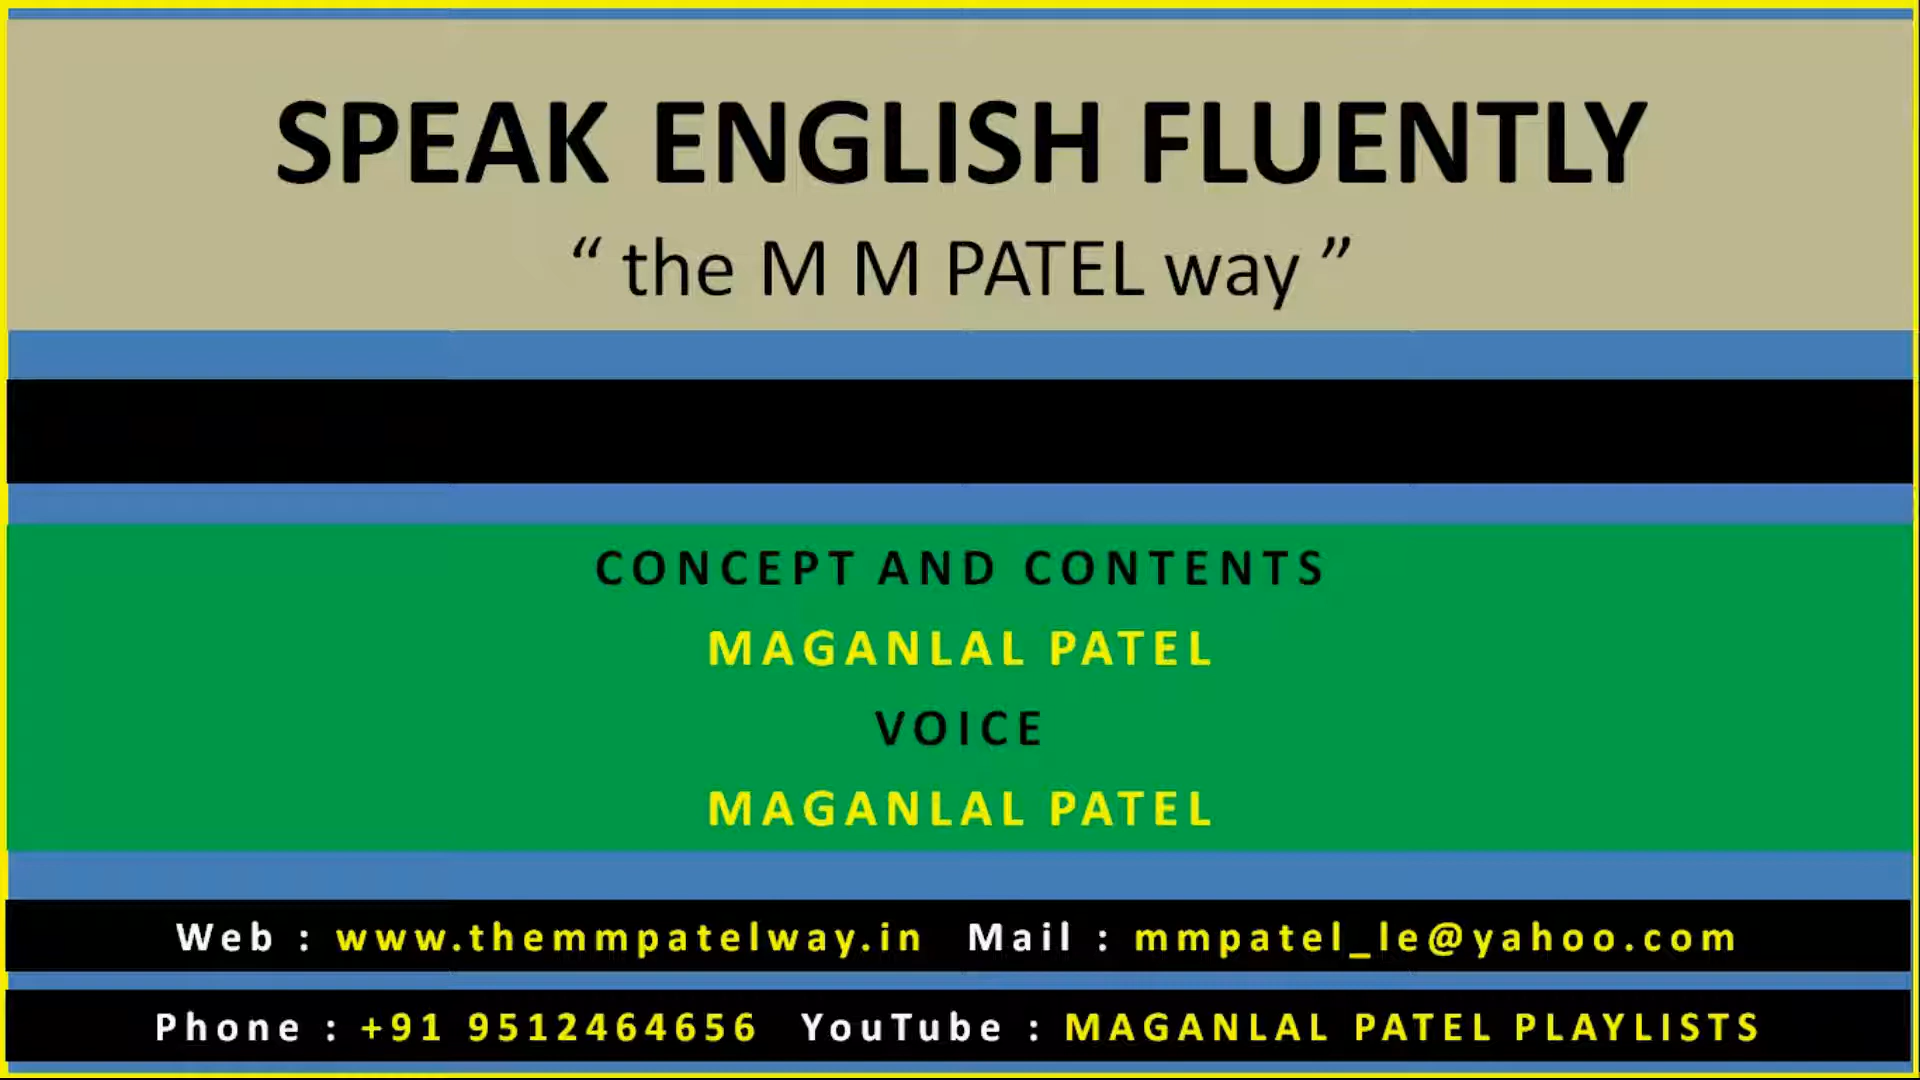 SPEAK ENGLISH FLUENTLY
“ the M M PATEL way ”
CONCEPT AND CONTENTS
MAGANLAL PATEL
VOICE
MAGANLAL PATEL
Web : www.themmpatelway.in Mail : mmpatel_le@yahoo.com
Phone : +91 9512464656 YouTube : MAGANLAL PATEL PLAYLISTS